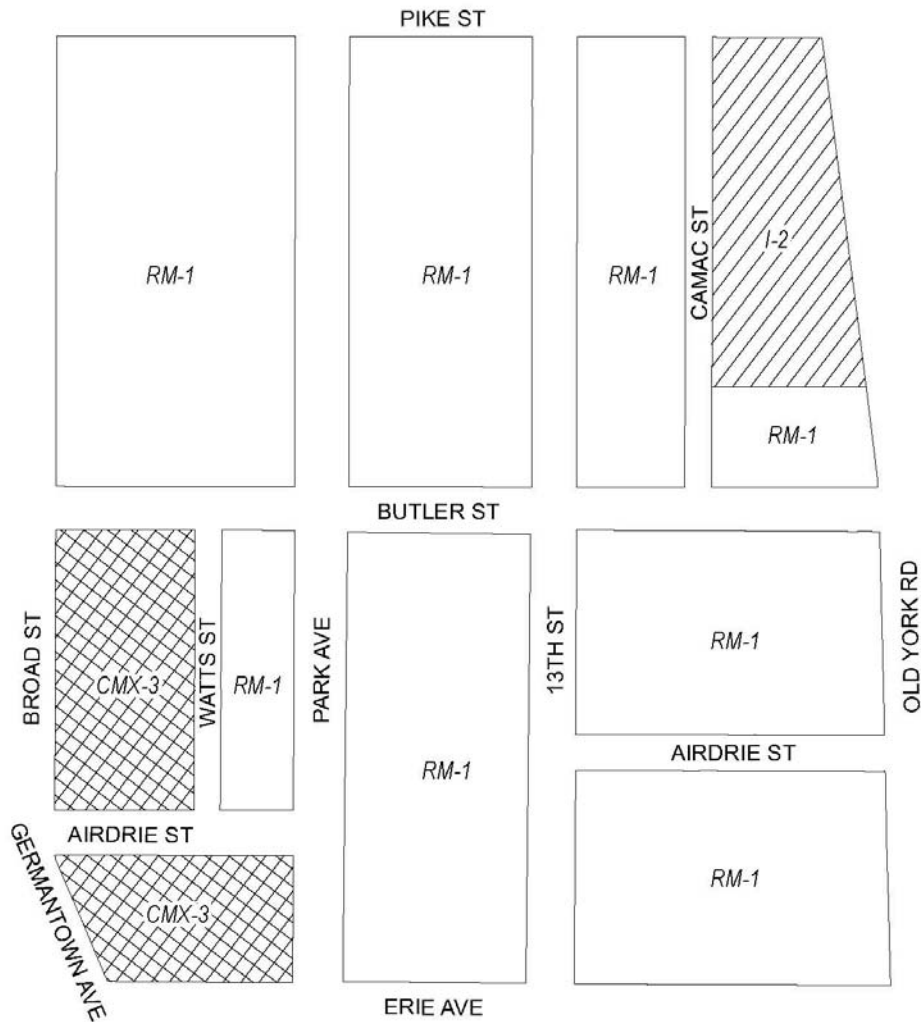 PIKE ST
RM-1
RM-1
RM-1
CAMAC ST
I-2
RM-1
BUTLER ST
BROAD ST
CMX-3
WATTS ST
RM-1
PARK AVE
RM-1
13TH ST
RM-1
OLD YORK RD
AIRDRIE ST
AIRDRIE ST
GERMANTOWN AVE
CMX-3
RM-1
ERIE AVE